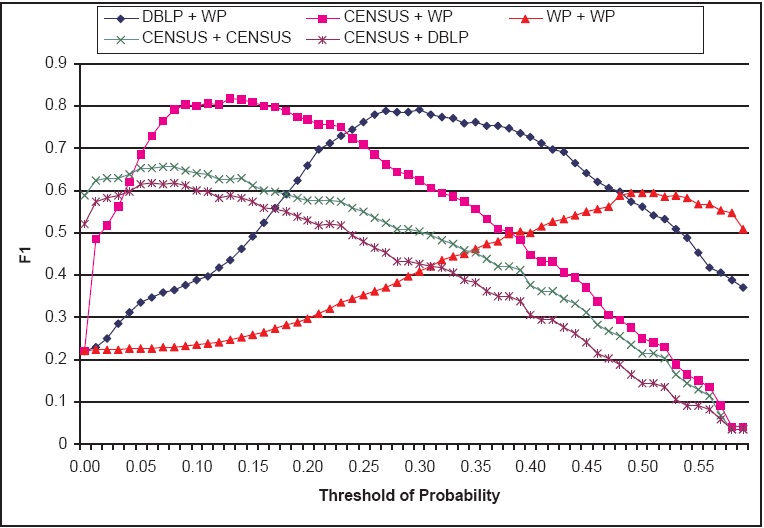 DBLP + WP CENSUS + WP WP + WP
CENSUS + CENSUS CENSUS + DBLP
0.9
0.8
0.7
0.6
0.5
0.4
0.3
0.2
0.1
0
F1
0.00 0.05 0.10 0.15 0.20 0.25 0.30 0.35 0.40 0.45 0.50 0.55
Threshold of Probability